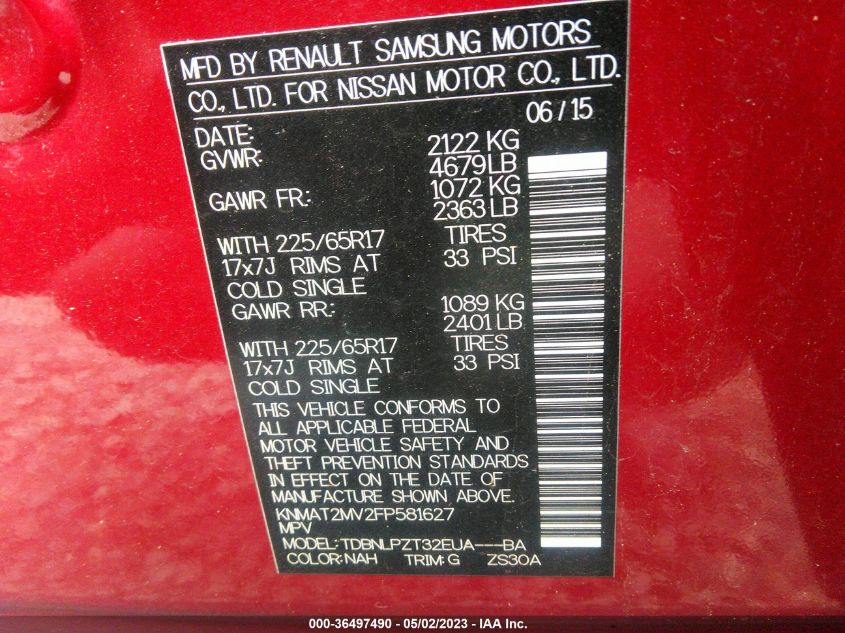 MFD BY RENAULT SAMSUNG MOTORS
CO., LTD. FOR NISSAN MOTOR CO., LTD.
DATE: 06/15
GVWR: 2122 KG
4679 LB
GAWR FR: 1072 KG
2363 LB
WITH 225/65R17 TIRES
17x7J RIMS AT 33 PSI
COLD SINGLE
GAWR RR: 1089 KG
2401 LB
WITH 225/65R17 TIRES
17x7J RIMS AT 33 PSI
COLD SINGLE
THIS VEHICLE CONFORMS TO
ALL APPLICABLE FEDERAL
MOTOR VEHICLE SAFETY AND
THEFT PREVENTION STANDARDS
IN EFFECT ON THE DATE OF
MANUFACTURE SHOWN ABOVE.
KNMAT2MV2FP581627
MPV
MODEL: TDBNLPZT32EUA---BA
COLOR: NAH TRIM: G ZS30A
000-36497490 - 05/02/2023 - IAA Inc.